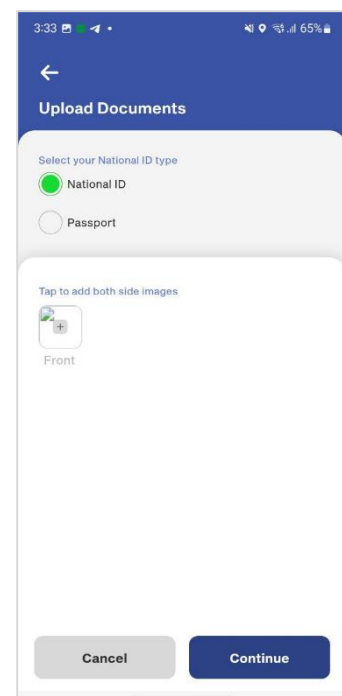 3:33 65%
Upload Documents
Select your National ID type
National ID
Passport
Tap to add both side images
Front
Cancel
Continue